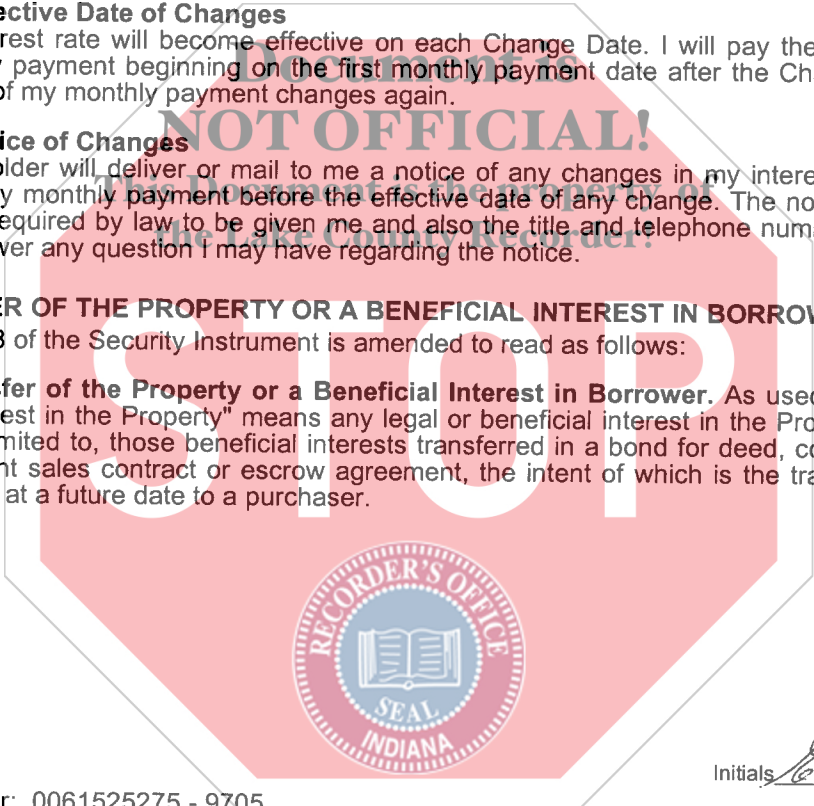 ective Date of Changes
rest rate will become effective on each Change Date. I will pay the
payment beginning on the first monthly payment date after the Ch
of my monthly payment changes again.
Document is
NOT OFFICIAL!
This Document is the property of
the Lake County Recorder!
ice of Changes
older will deliver or mail to me a notice of any changes in my intere
y monthly payment before the effective date of any change. The no
equired by law to be given me and also the title and telephone num
wer any question I may have regarding the notice.
ER OF THE PROPERTY OR A BENEFICIAL INTEREST IN BORROW
of the Security Instrument is amended to read as follows:
fer of the Property or a Beneficial Interest in Borrower. As used
est in the Property" means any legal or beneficial interest in the Pro
mited to, those beneficial interests transferred in a bond for deed, co
nt sales contract or escrow agreement, the intent of which is the tra
at a future date to a purchaser.
STOP
RECORDER'S OFFICE
SEAL
INDIANA
Initials
r: 0061525275 - 9705